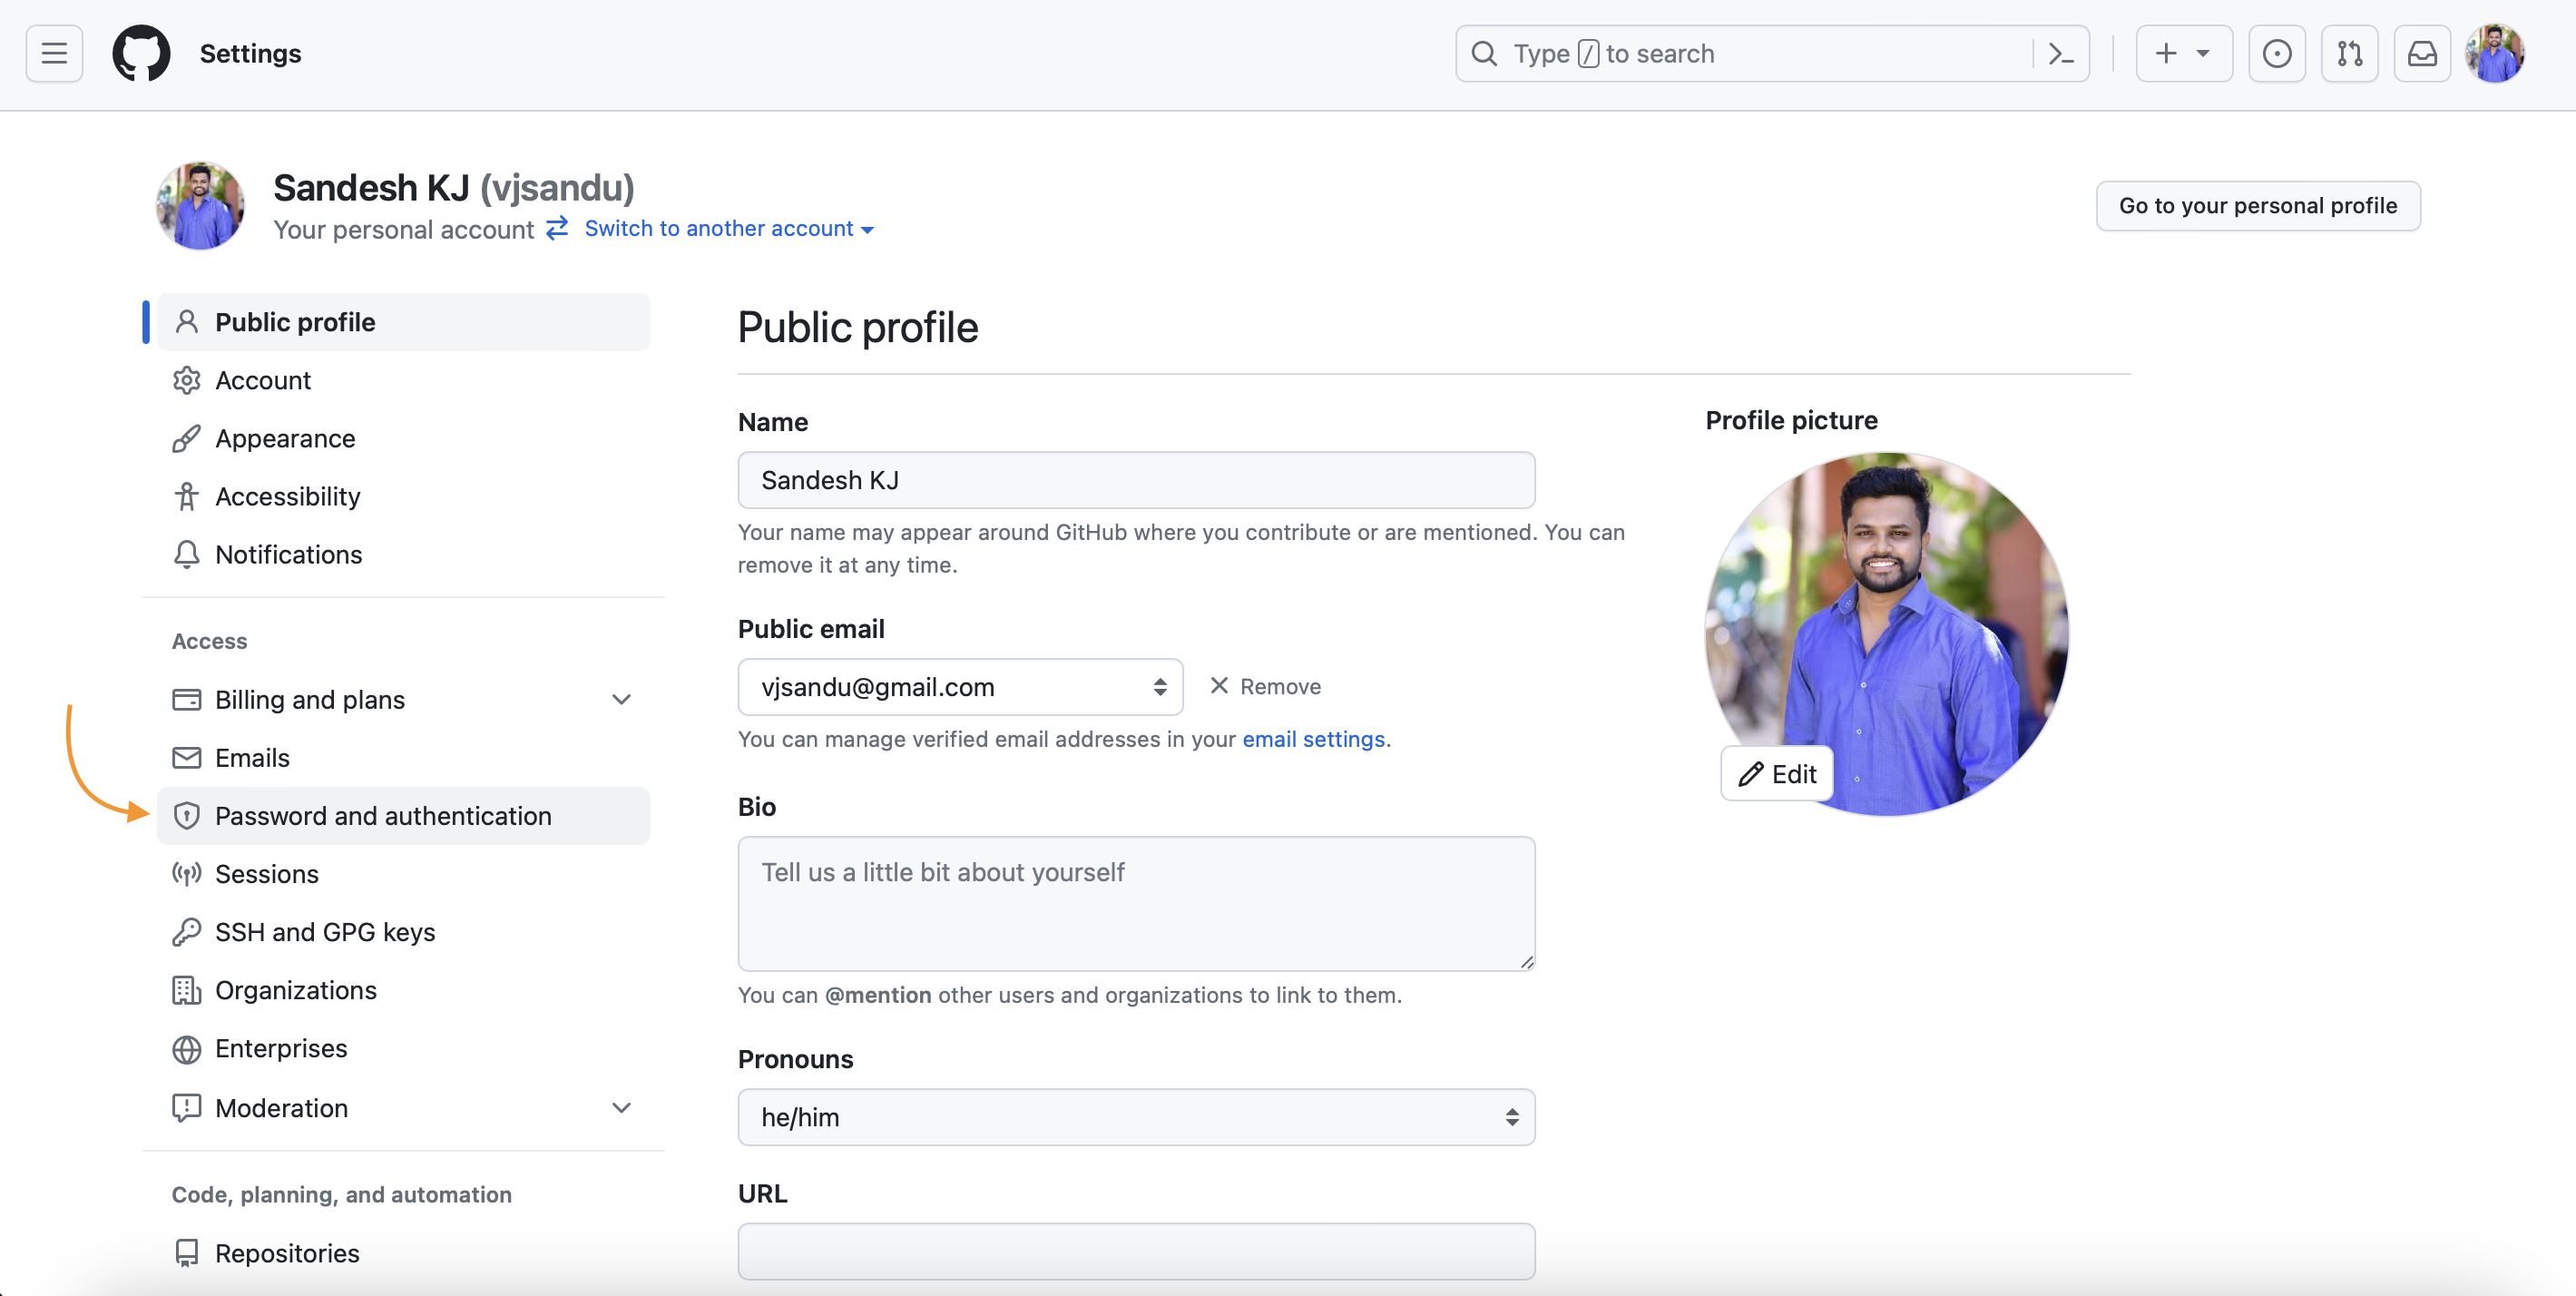 Settings
Type / to search
Sandesh KJ (vjsandu)
Your personal account Switch to another account
Go to your personal profile
Public profile
Account
Appearance
Accessibility
Notifications
Access
Billing and plans
Emails
Password and authentication
Sessions
SSH and GPG keys
Organizations
Enterprises
Moderation
Code, planning, and automation
Repositories
Public profile
Name
Sandesh KJ
Your name may appear around GitHub where you contribute or are mentioned. You can
remove it at any time.
Public email
vjsandu@gmail.com
Remove
You can manage verified email addresses in your email settings.
Bio
Tell us a little bit about yourself
You can @mention other users and organizations to link to them.
Pronouns
he/him
URL
Profile picture
Edit